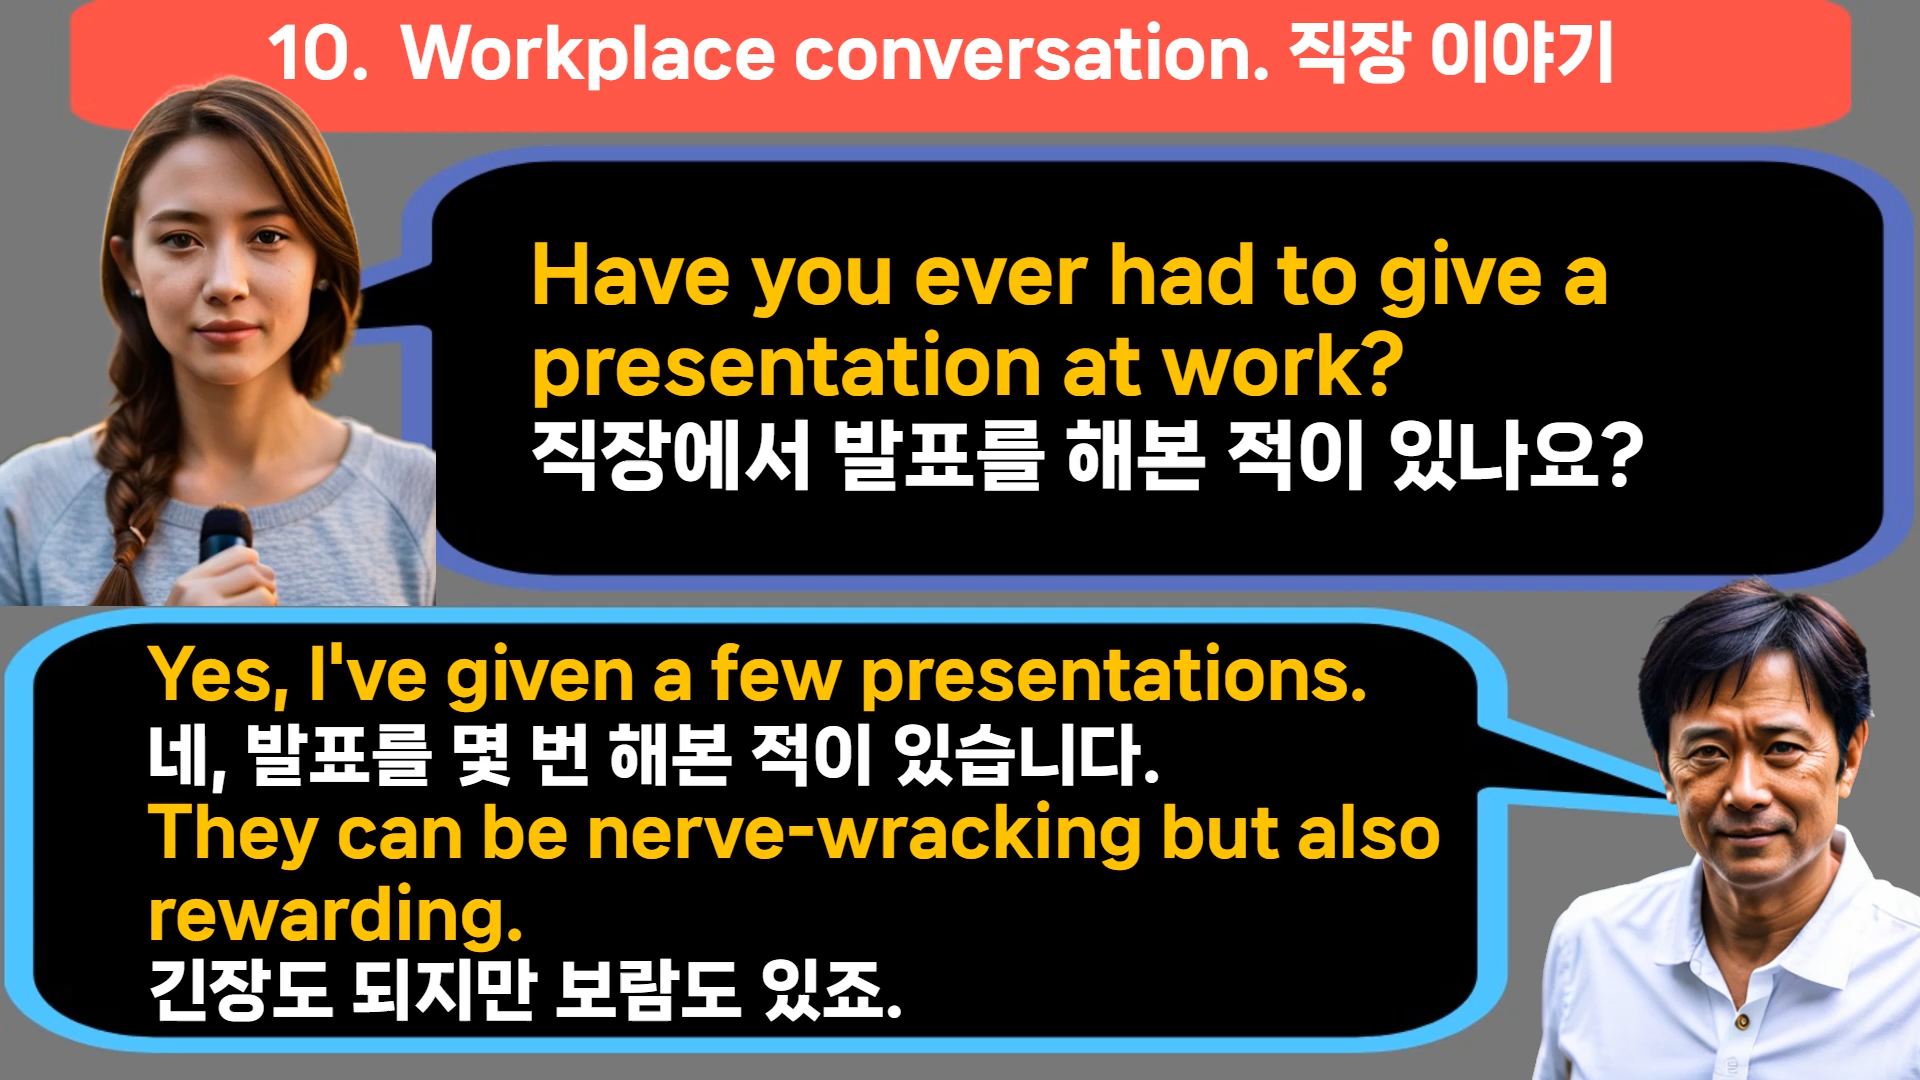 10. Workplace conversation. 직장 이야기
Have you ever had to give a
presentation at work?
직장에서 발표를 해본 적이 있나요?
Yes, I've given a few presentations.
네, 발표를 몇 번 해본 적이 있습니다.
They can be nerve-wracking but also
rewarding.
긴장도 되지만 보람도 있죠.